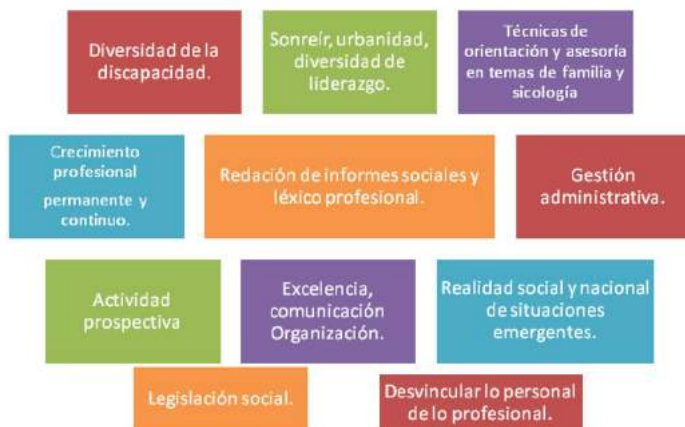 Diversidad de la
discapacidad.
Sonreír, urbanidad,
diversidad de
liderazgo.
Técnicas de
orientación y asesoría
en temas de familia y
sicología
Crecimiento
profesional
permanente y
continuo.
Redación de informes sociales y
léxico profesional.
Gestión
administrativa.
Actividad
prospectiva
Excelencia,
comunicación
Organización.
Realidad social y nacional
de situaciones
emergentes.
Legislación social.
Desvincular lo personal
de lo profesional.